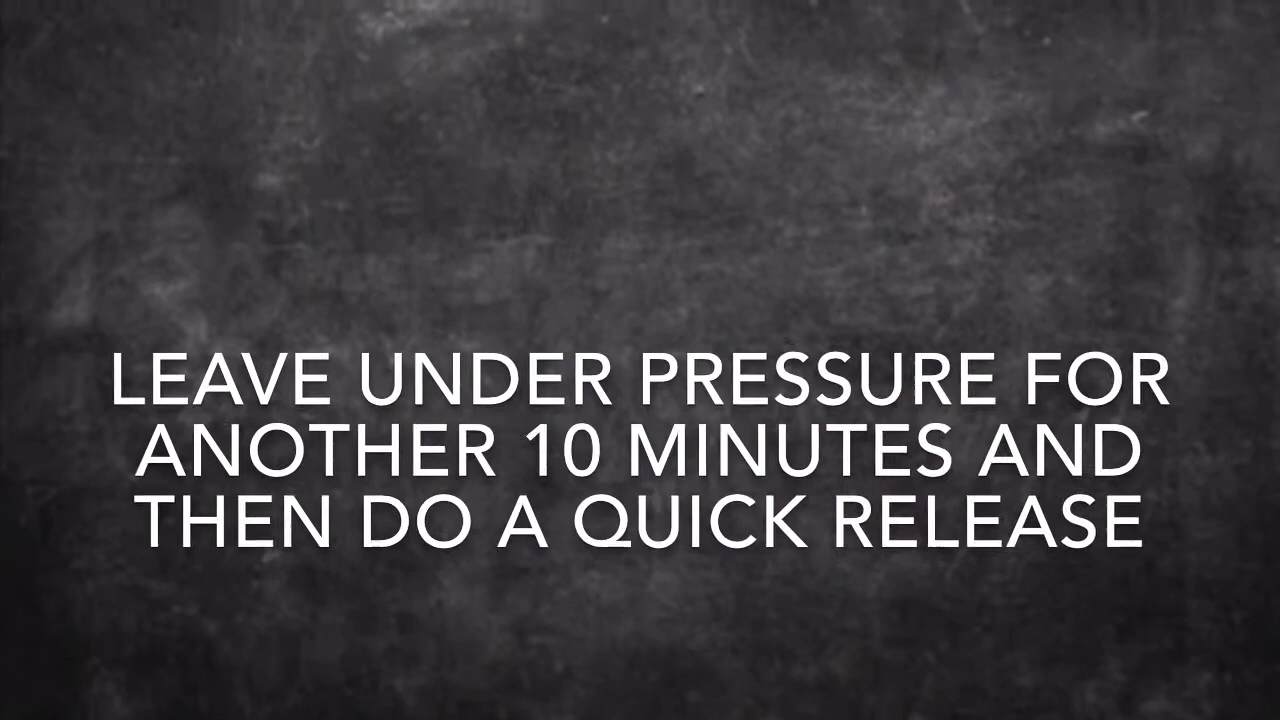 LEAVE UNDER PRESSURE FOR
ANOTHER 10 MINUTES AND
THEN DO A QUICK RELEASE